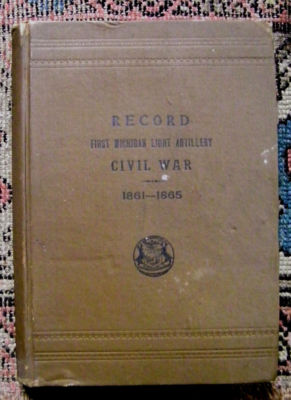 RECORD
FIRST MICHIGAN LIGHT ARTILLERY
CIVIL WAR
1861—1865